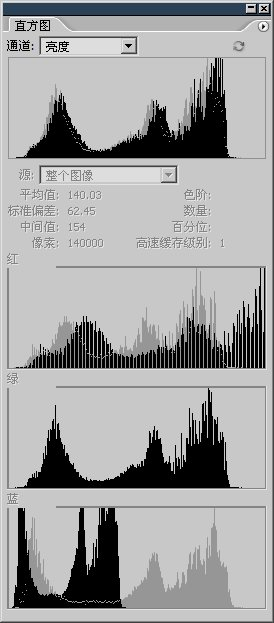 直方图
通道: 亮度
源: 整个图像
平均值: 140.03 色阶:
标准偏差: 62.45 数量:
中间值: 154 百分位:
像素: 140000 高速缓存级别: 1
红
绿
蓝